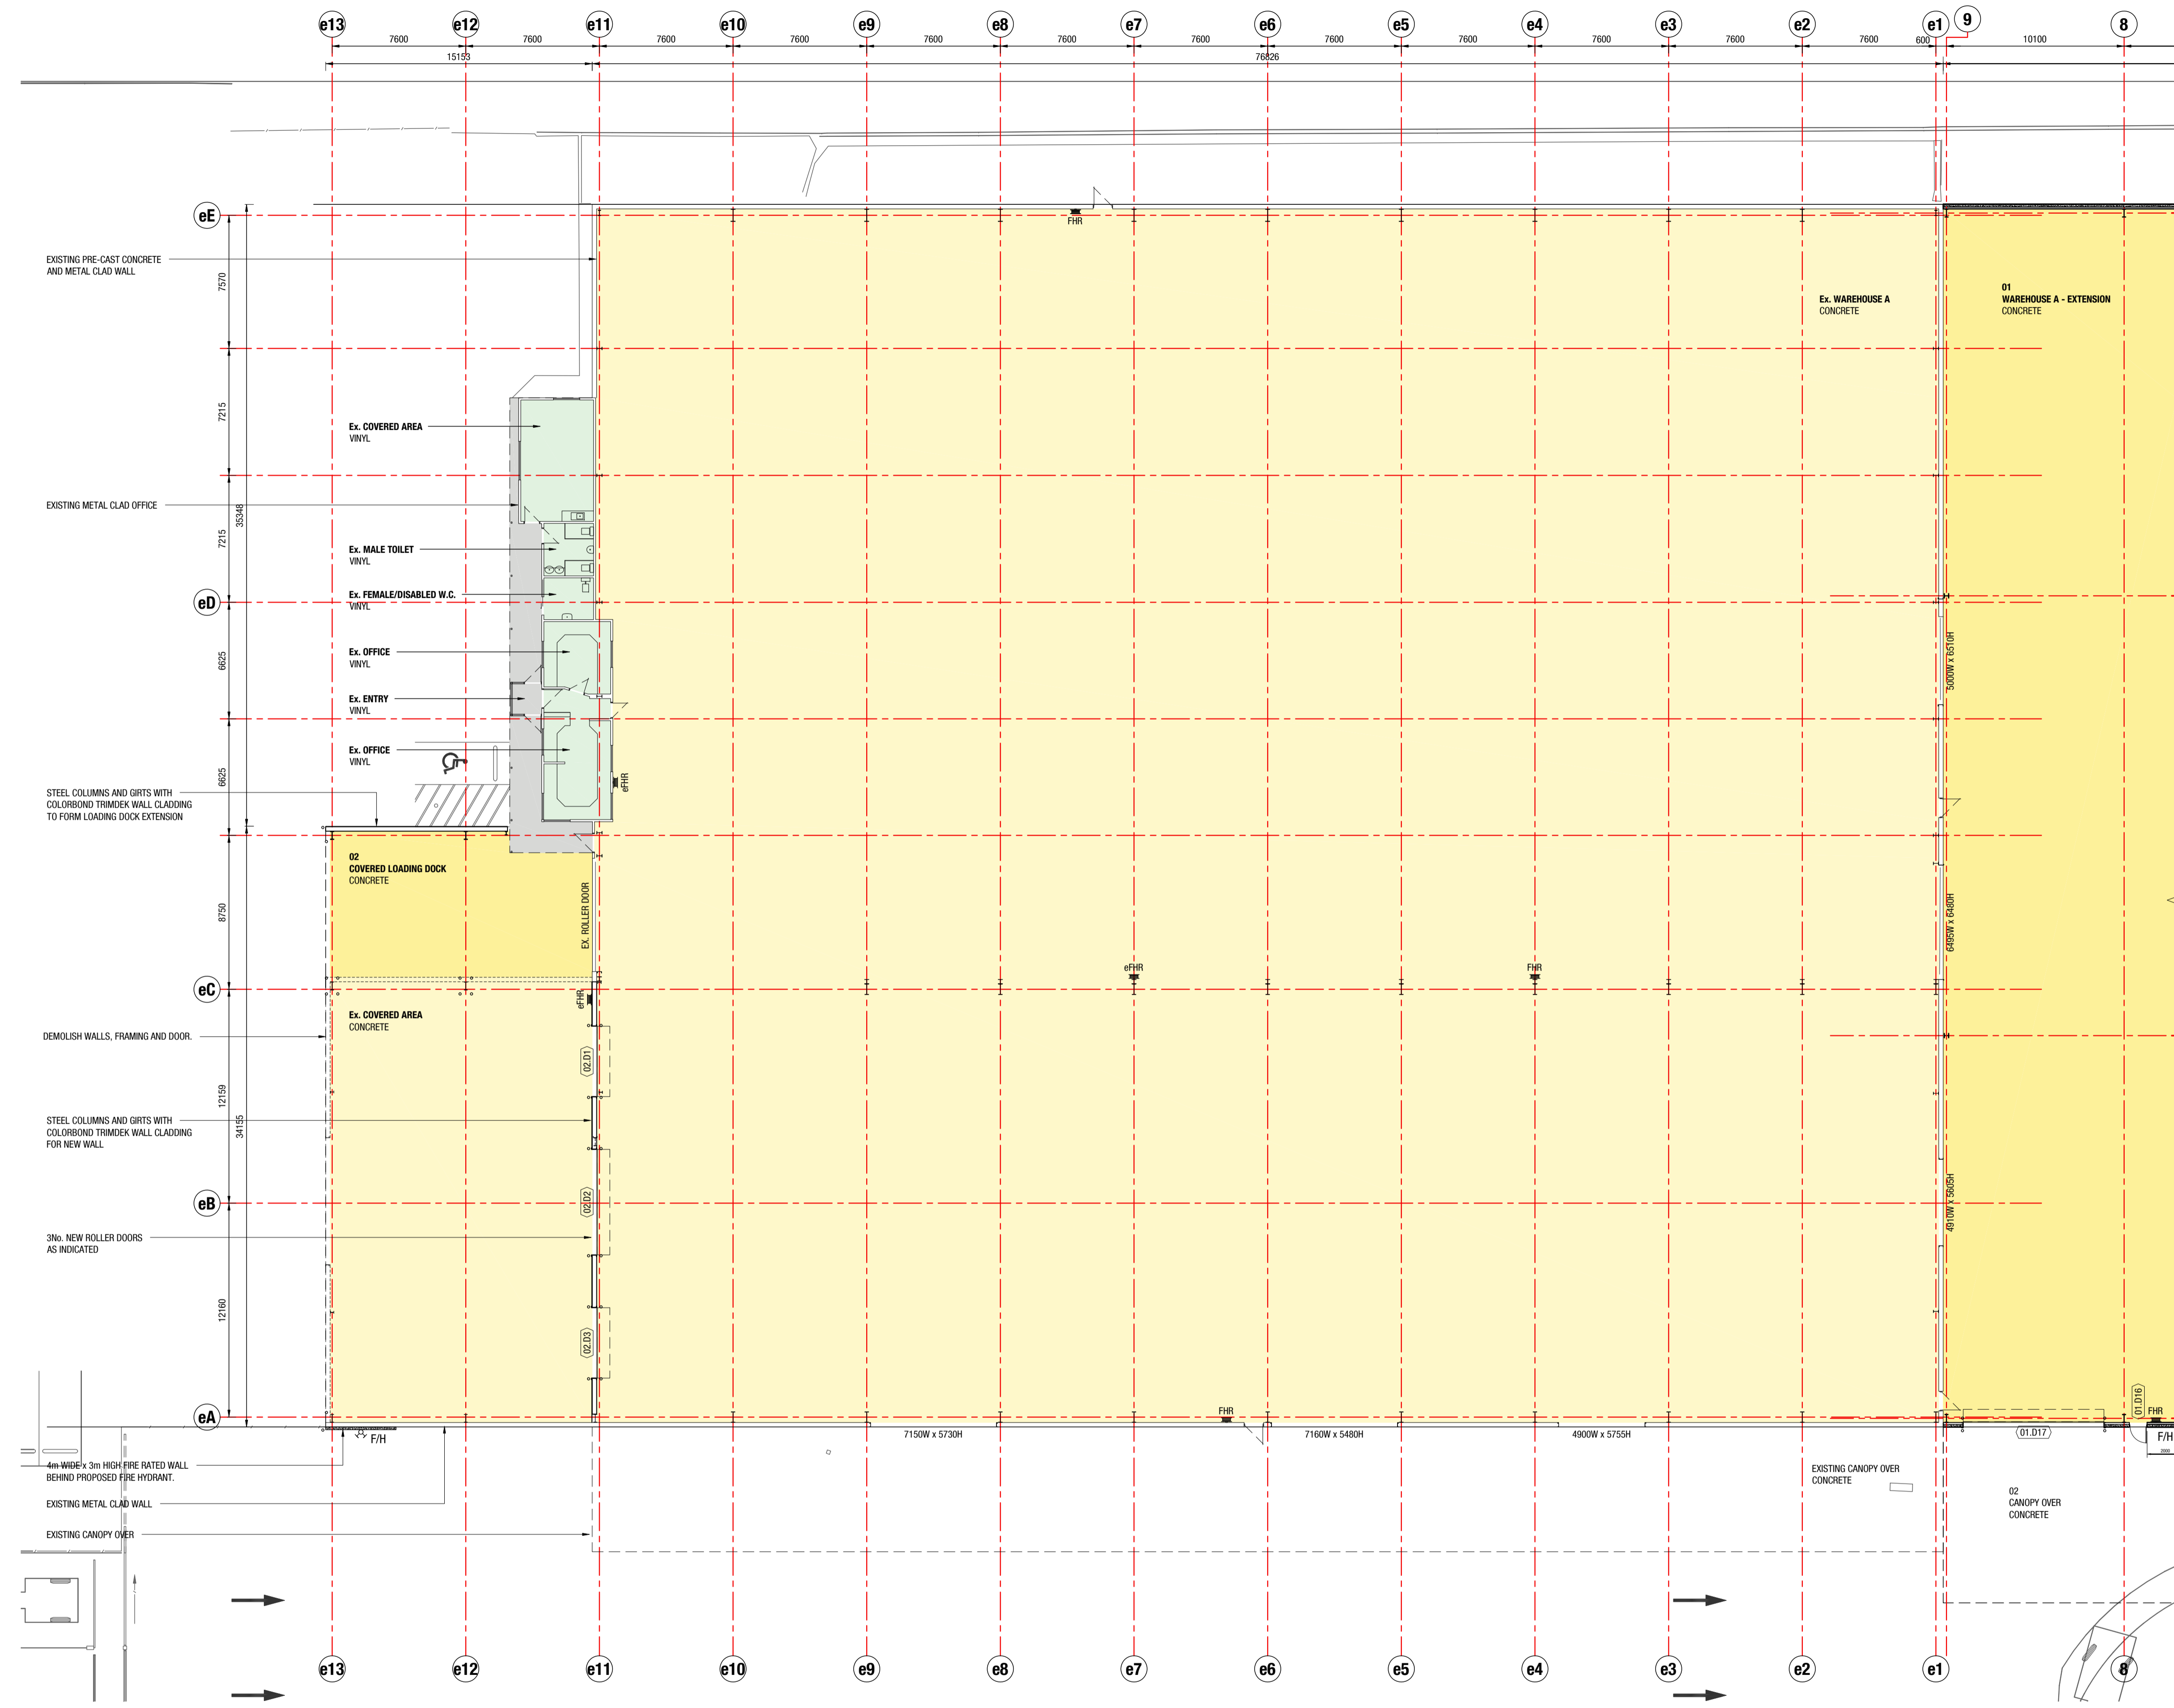 e13 e12 e11 e10 e9 e8 e7 e6 e5 e4 e3 e2 e1 9 8
7600 7600 7600 7600 7600 7600 7600 7600 7600 7600 7600 7600 600 10100
15153 76826
eE
FHR
EXISTING PRE-CAST CONCRETE
AND METAL CLAD WALL
7570
Ex. WAREHOUSE A
CONCRETE
01
WAREHOUSE A - EXTENSION
CONCRETE
7215
Ex. COVERED AREA
VINYL
EXISTING METAL CLAD OFFICE
35348
7215
Ex. MALE TOILET
VINYL
Ex. FEMALE/DISABLED W.C.
VINYL
eD
6625
Ex. OFFICE
VINYL
5000W x 6510H
Ex. ENTRY
VINYL
Ex. OFFICE
VINYL
6625
eFHR
STEEL COLUMNS AND GIRTS WITH
COLORBOND TRIMDEK WALL CLADDING
TO FORM LOADING DOCK EXTENSION
02
COVERED LOADING DOCK
CONCRETE
8750
EX. ROLLER DOOR
6495W x 6480H
eFHR
FHR
eC
eFHR
Ex. COVERED AREA
CONCRETE
DEMOLISH WALLS, FRAMING AND DOOR.
02.D1
12159
34155
STEEL COLUMNS AND GIRTS WITH
COLORBOND TRIMDEK WALL CLADDING
FOR NEW WALL
02.D2
eB
4910W x 5605H
3No. NEW ROLLER DOORS
AS INDICATED
12160
02.D3
eA
FHR
01.D16
FHR
F/H
7150W x 5730H
7160W x 5480H
4900W x 5755H
01.D17
F/H
2000
4m WIDE x 3m HIGH FIRE RATED WALL
BEHIND PROPOSED FIRE HYDRANT.
EXISTING CANOPY OVER
CONCRETE
EXISTING METAL CLAD WALL
02
CANOPY OVER
CONCRETE
EXISTING CANOPY OVER
e13 e12 e11 e10 e9 e8 e7 e6 e5 e4 e3 e2 e1 8